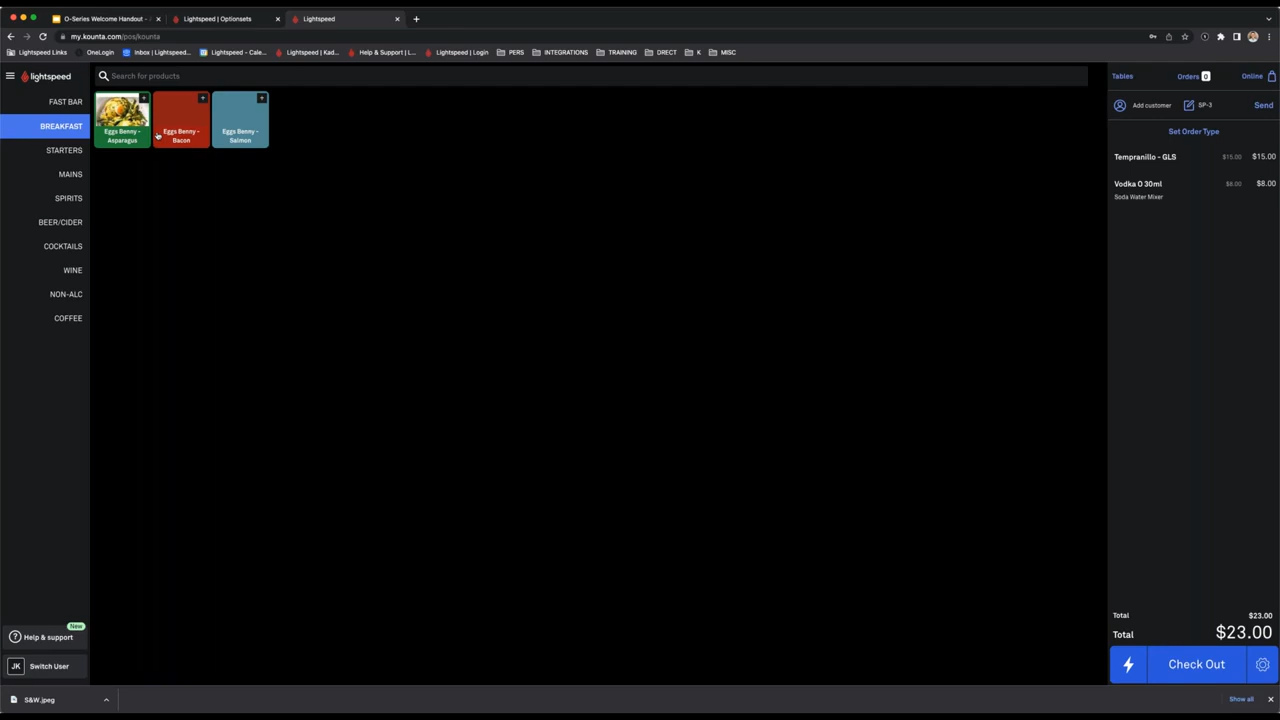 O-Series Welcome Handout - 
Lightspeed | Optionsets
Lightspeed
my.kounta.com/pos/kounta
Lightspeed Links
OneLogin
Inbox | Lightspeed...
Lightspeed - Cale...
Lightspeed | Kad...
Help & Support | L...
Lightspeed | Login
PERS
INTEGRATIONS
TRAINING
DRECT
K
MISC
lightspeed
Search for products
Tables
Orders 0
Online
FAST BAR
BREAKFAST
STARTERS
MAINS
SPIRITS
BEER/CIDER
COCKTAILS
WINE
NON-ALC
COFFEE
Eggs Benny -
Asparagus
Eggs Benny -
Bacon
Eggs Benny -
Salmon
Add customer
SP-3
Send
Set Order Type
Tempranillo - GLS $15.00 $15.00
Vodka O 30ml $8.00 $8.00
Soda Water Mixer
Total $23.00
Total $23.00
Check Out
New
Help & support
JK Switch User
S&W.jpeg
Show all